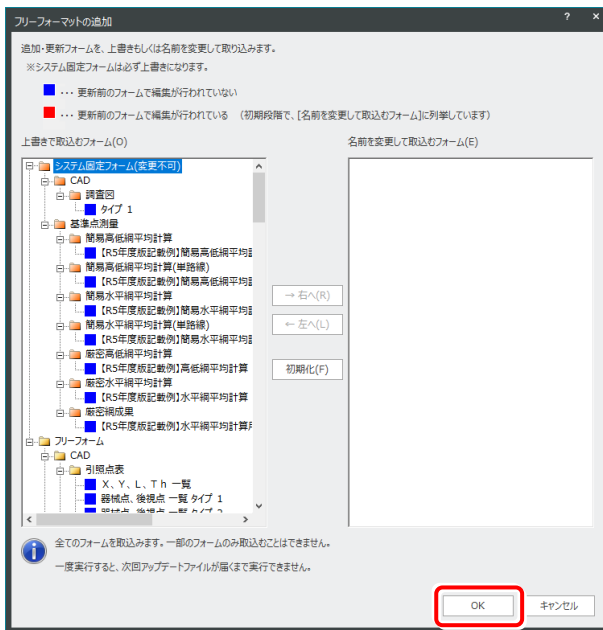 フリーフォーマットの追加
? ×
追加・更新フォームを、上書きもしくは名前を変更して取り込みます。
※システム固定フォームは必ず上書きになります。
・・・ 更新前のフォームで編集が行われていない
・・・ 更新前のフォームで編集が行われている (初期段階で、[名前を変更して取込むフォーム]に列挙しています)
上書きで取込むフォーム(O)
名前を変更して取込むフォーム(E)
システム固定フォーム(変更不可)
CAD
調査図
タイプ 1
基準点測量
簡易高低網平均計算
【R5年度版記載例】簡易高低網平均
簡易高低網平均計算(単路線)
【R5年度版記載例】簡易高低網平均
簡易水平網平均計算
【R5年度版記載例】簡易水平網平均
簡易水平網平均計算(単路線)
【R5年度版記載例】簡易水平網平均
厳密高低網平均計算
【R5年度版記載例】高低網平均計算
厳密水平網平均計算
【R5年度版記載例】水平網平均計算
厳密網成果
【R5年度版記載例】水平網平均計算
フリーフォーム
CAD
引照点表
X、Y、L、Th 一覧
器械点、後視点 一覧 タイプ 1
器械点、後視点 一覧 タイプ 2
→ 右へ(R)
← 左へ(L)
初期化(F)
全てのフォームを取込みます。一部のフォームのみ取込むことはできません。
一度実行すると、次回アップデートファイルが届くまで実行できません。
OK
キャンセル